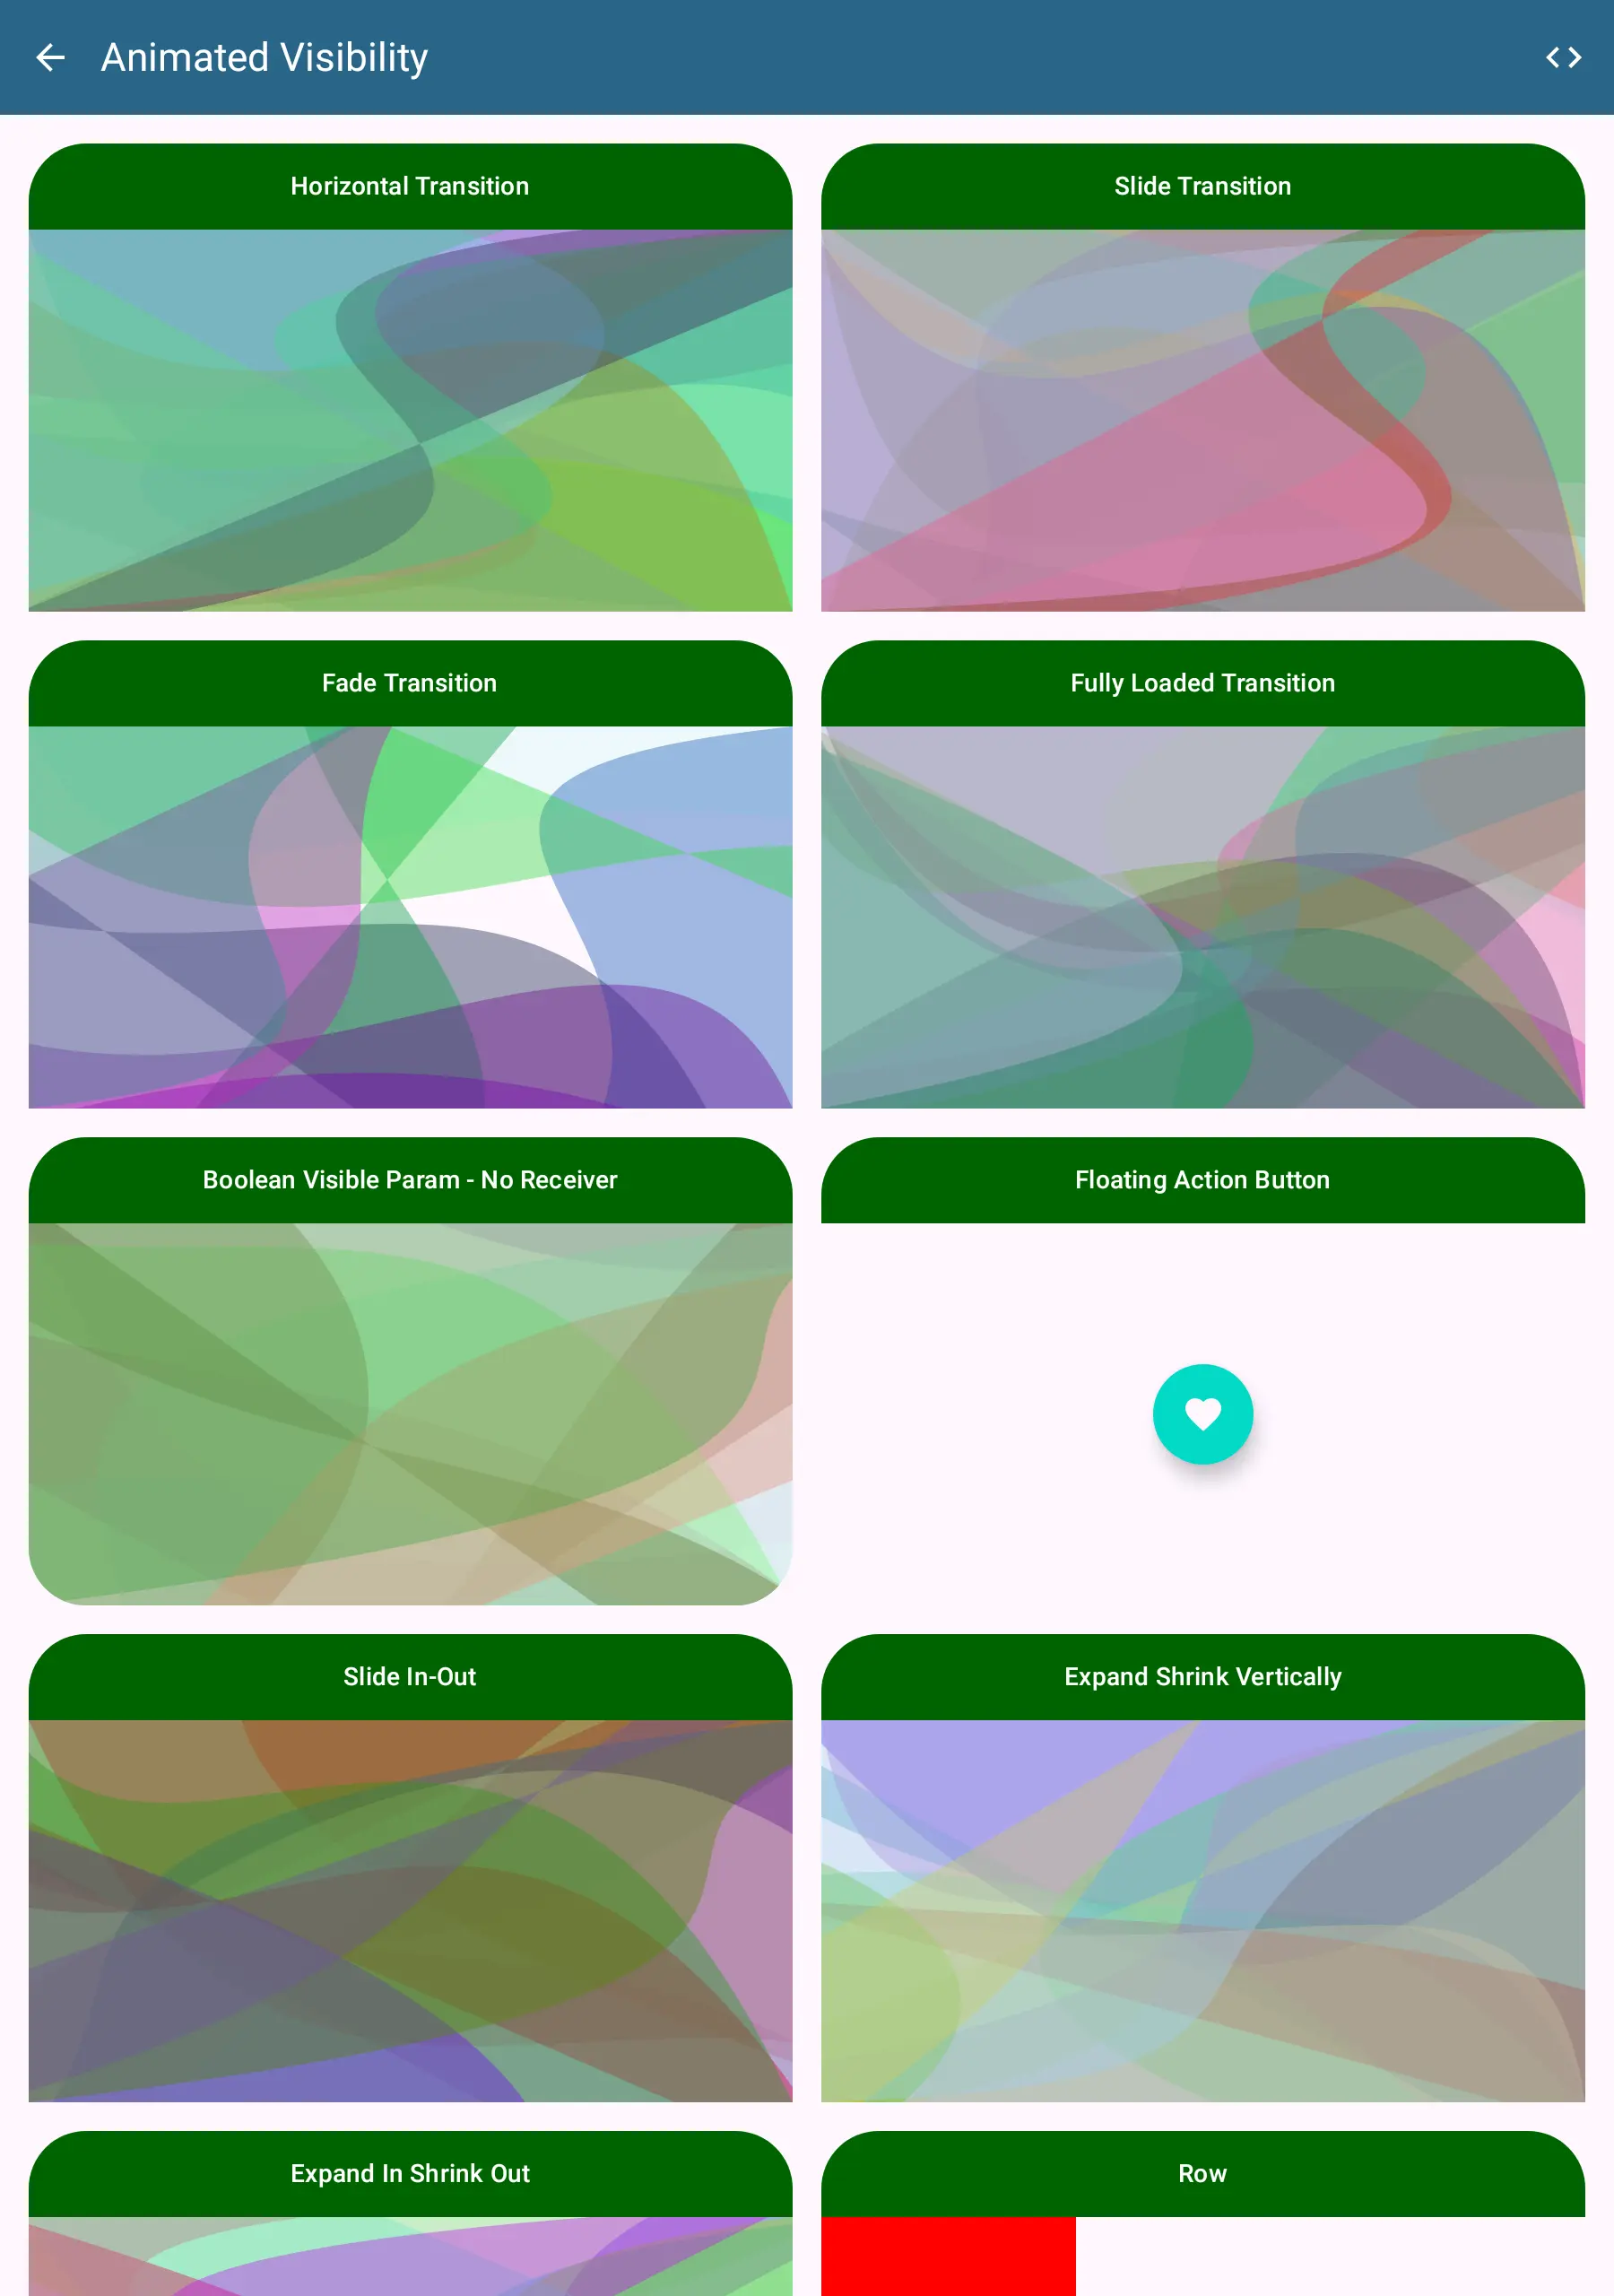 Animated Visibility
Horizontal Transition
Slide Transition
Fade Transition
Fully Loaded Transition
Boolean Visible Param - No Receiver
Floating Action Button
Slide In-Out
Expand Shrink Vertically
Expand In Shrink Out
Row